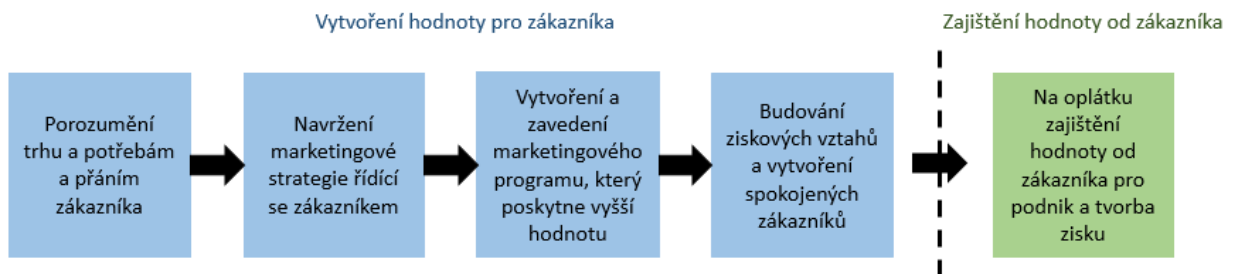 Vytvoření hodnoty pro zákazníka
Zajištění hodnoty od zákazníka
Porozumění
trhu a potřebám
a přáním
zákazníka
Navržení
marketingové
strategie řídící
se zákazníkem
Vytvoření a
zavedení
marketingového
programu, který
poskytne vyšší
hodnotu
Budování
ziskových vztahů
a vytvoření
spokojených
zákazníků
Na oplátku
zajištění
hodnoty od
zákazníka pro
podnik a tvorba
zisku